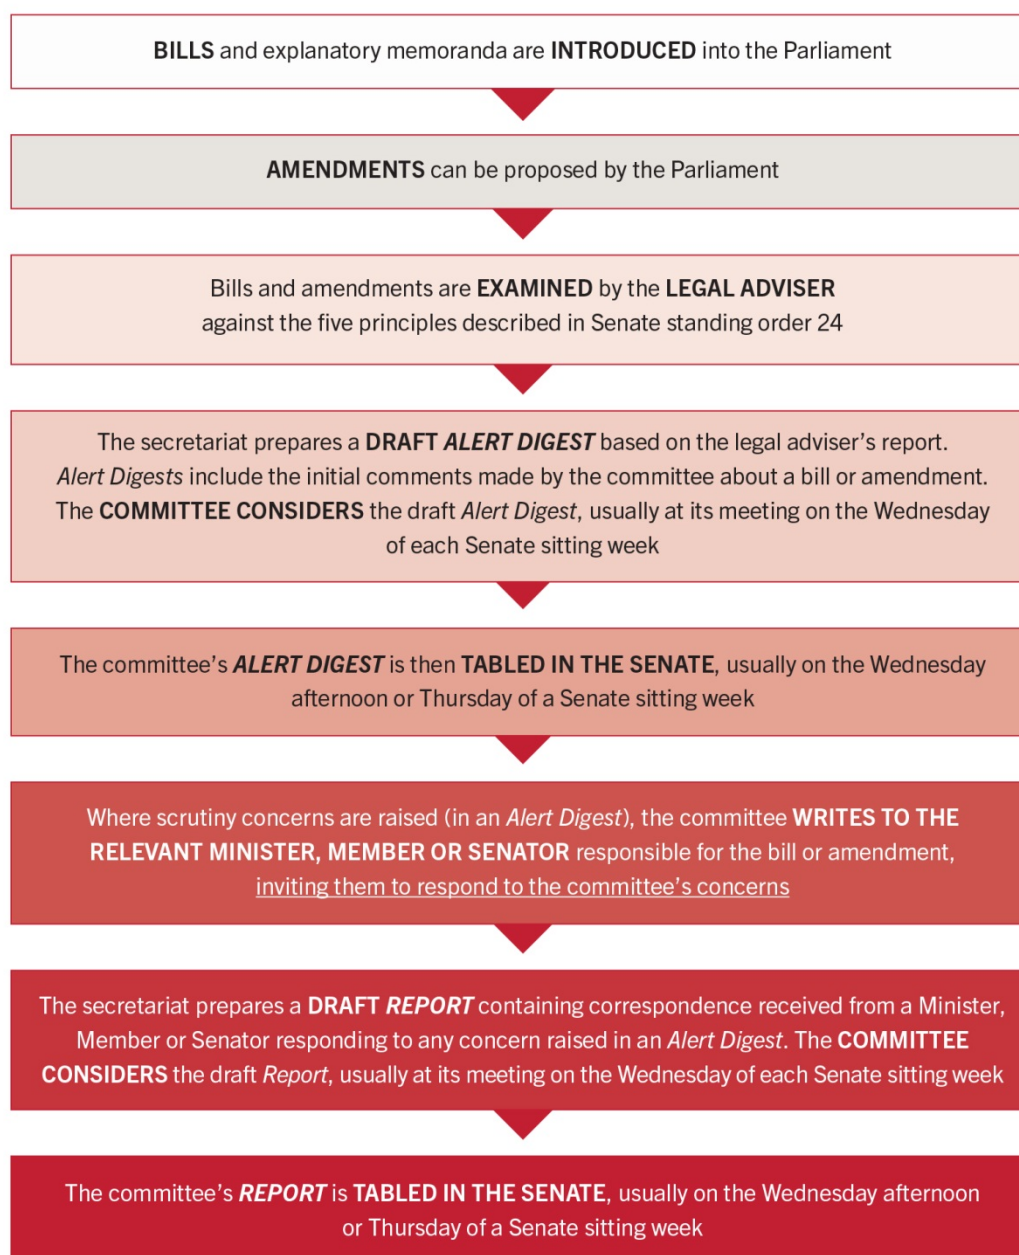 BILLS and explanatory memoranda are INTRODUCED into the Parliament
AMENDMENTS can be proposed by the Parliament
Bills and amendments are EXAMINED by the LEGAL ADVISER
against the five principles described in Senate standing order 24
The secretariat prepares a DRAFT ALERT DIGEST based on the legal adviser’s report.
Alert Digests include the initial comments made by the committee about a bill or amendment.
The COMMITTEE CONSIDERS the draft Alert Digest, usually at its meeting on the Wednesday
of each Senate sitting week
The committee’s ALERT DIGEST is then TABLED IN THE SENATE, usually on the Wednesday
afternoon or Thursday of a Senate sitting week
Where scrutiny concerns are raised (in an Alert Digest), the committee WRITES TO THE
RELEVANT MINISTER, MEMBER OR SENATOR responsible for the bill or amendment,
inviting them to respond to the committee’s concerns
The secretariat prepares a DRAFT REPORT containing correspondence received from a Minister,
Member or Senator responding to any concern raised in an Alert Digest. The COMMITTEE
CONSIDERS the draft Report, usually at its meeting on the Wednesday of each Senate sitting week
The committee’s REPORT is TABLED IN THE SENATE, usually on the Wednesday afternoon
or Thursday of a Senate sitting week